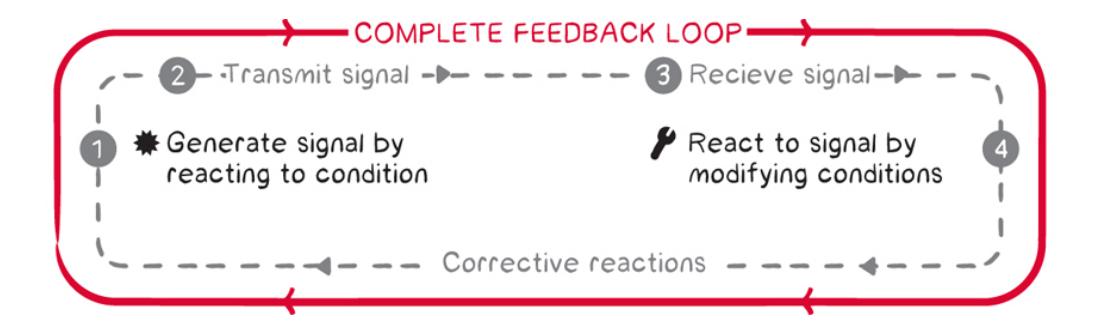 COMPLETE FEEDBACK LOOP
2 Transmit signal
3 Recieve signal
1
Generate signal by
reacting to condition
React to signal by
modifying conditions
4
Corrective reactions